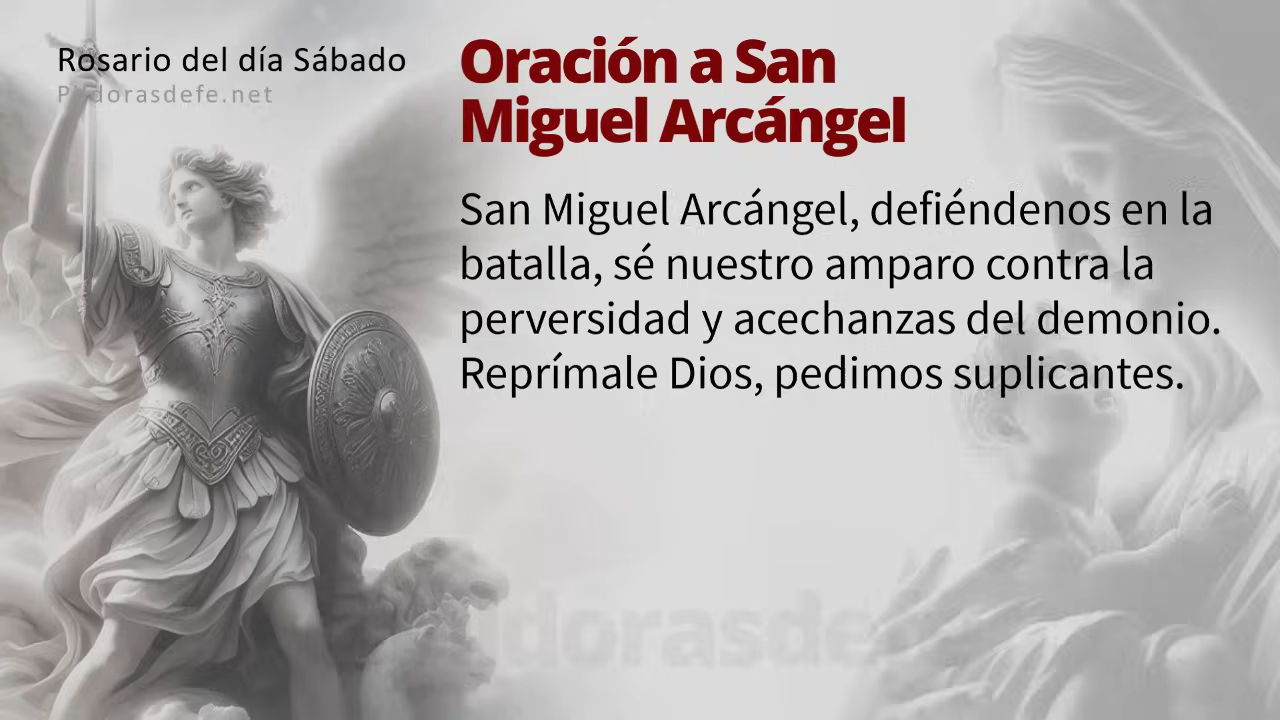 Rosario del día Sábado
Oración a San
Miguel Arcángel
San Miguel Arcángel, defiéndenos en la
batalla, sé nuestro amparo contra la
perversidad y acechanzas del demonio.
Reprímale Dios, pedimos suplicantes.